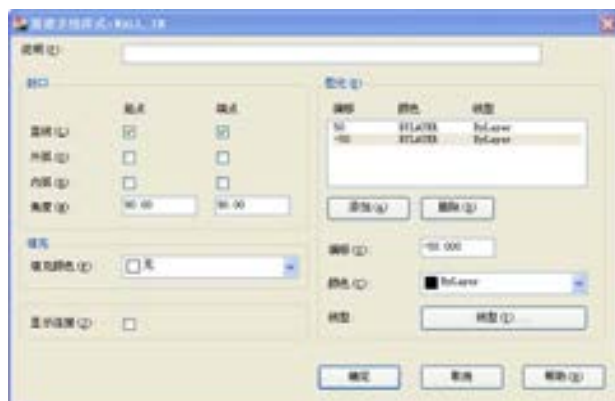 新建多线样式:Wall_IN
说明(P):
封口
起点 端点
直线(L)
外弧(O)
内弧(R)
角度(N) 90.00 90.00
填充
填充颜色(F) 无
显示连接(J)
图元(E)
偏移 颜色 线型
50 BYLAYER ByLayer
-50 BYLAYER ByLayer
添加(A) 删除(D)
偏移(S) -50.000
颜色(C) ByLayer
线型 线型(Y)...
确定 取消 帮助(H)